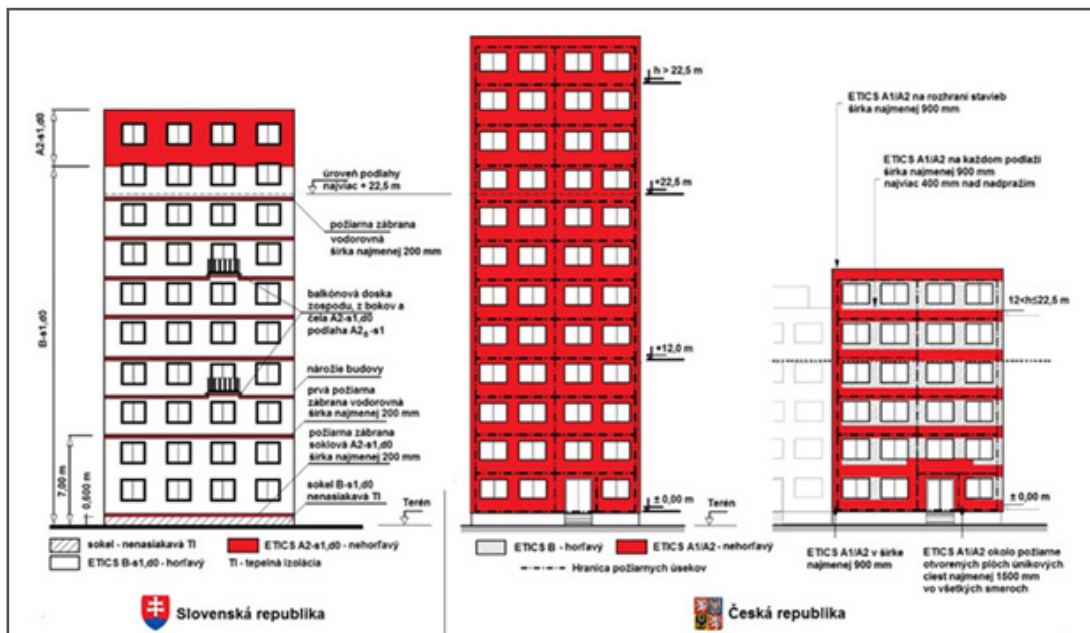 A2-s1,d0
B-s1,d0
7,00 m
0,600 m
úroveň podlahy
najviac + 22,5 m
požiarna zábrana
vodorovná
šírka najmenej 200 mm
balkónová doska
zospodu, z bokov a
čela A2-s1,d0
podlaha A2fl-s1
nárožie budovy
prvá požiarna
zábrana vodorovná
šírka najmenej 200 mm
požiarna zábrana
soklová A2-s1,d0
šírka najmenej 200 mm
sokel B-s1,d0
nenasiakavá TI
Terén
sokel - nenasiakavá TI
ETICS A2-s1,d0 - nehorľavý
ETICS B-s1,d0 - horľavý
TI - tepelná izolácia
Slovenská republika
h > 22,5 m
+22,5 m
+12,0 m
± 0,00 m
Terén
ETICS B - horľavý
ETICS A1/A2 - nehorľavý
Hranica požiarnych úsekov
ETICS A1/A2 na rozhraní stavieb
šírka najmenej 900 mm
ETICS A1/A2 na každom podlaží
šírka najmenej 900 mm
najviac 400 mm nad nadpražím
12<h≤22,5 m
± 0,00 m
ETICS A1/A2 v šírke
najmenej 900 mm
ETICS A1/A2 okolo požiarne
otvorených plôch únikových
ciest najmenej 1500 mm
vo všetkých smeroch
Česká republika